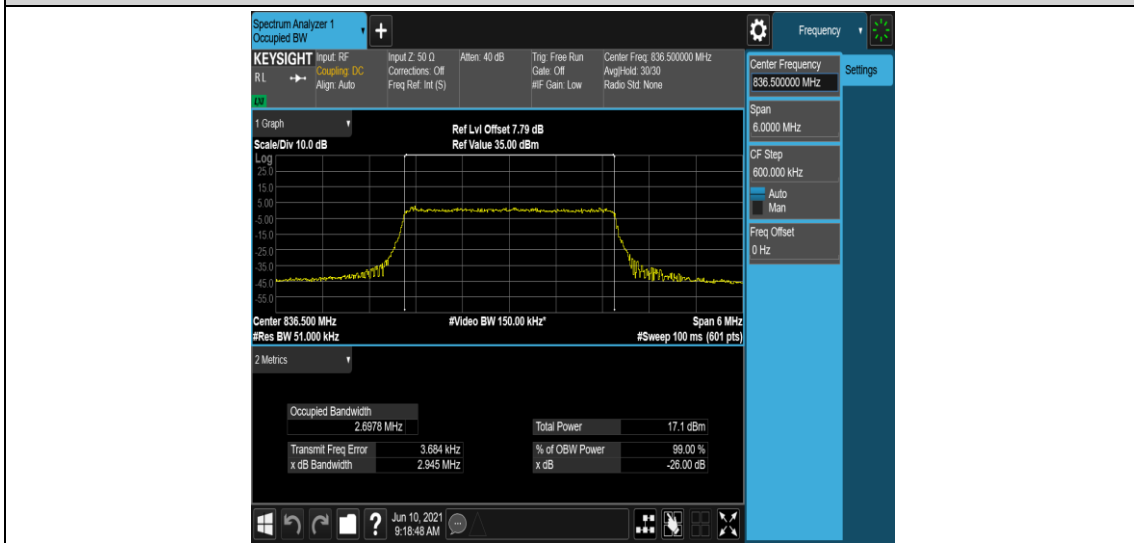 Spectrum Analyzer 1
Occupied BW
+
Frequency
KEYSIGHT
RL
LXI
Input: RF
Coupling: DC
Align: Auto
Input Z: 50 Ω
Corrections: Off
Freq Ref: Int (S)
Atten: 40 dB
Trig: Free Run
Gate: Off
#IF Gain: Low
Center Freq: 836.500000 MHz
Avg|Hold: 30/30
Radio Std: None
Center Frequency
836.500000 MHz
Settings
Span
6.0000 MHz
CF Step
600.000 kHz
Auto
Man
Freq Offset
0 Hz
1 Graph
Scale/Div 10.0 dB
Ref Lvl Offset 7.79 dB
Ref Value 35.00 dBm
Log
25.0
15.0
5.00
-5.00
-15.0
-25.0
-35.0
-45.0
-55.0
Center 836.500 MHz
#Video BW 150.00 kHz*
Span 6 MHz
#Res BW 51.000 kHz
#Sweep 100 ms (601 pts)
2 Metrics
Occupied Bandwidth
2.6978 MHz
Total Power 17.1 dBm
Transmit Freq Error 3.684 kHz
% of OBW Power 99.00 %
x dB Bandwidth 2.945 MHz
x dB -26.00 dB
?
Jun 10, 2021
9:18:48 AM